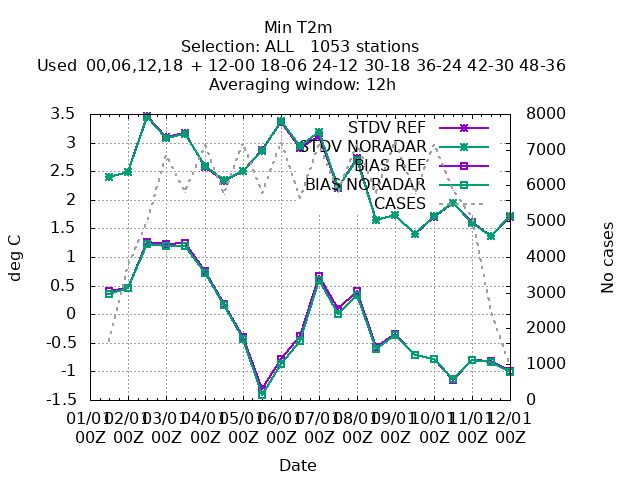 Min T2m
Selection: ALL   1053 stations
Used  00,06,12,18  + 12-00 18-06 24-12 30-18 36-24 42-30 48-36
Averaging window: 12h
STDV REF
STDV NORADAR
BIAS REF
BIAS NORADAR
CASES
3.5
3
2.5
2
1.5
1
0.5
0
-0.5
-1
-1.5
deg C
8000
7000
6000
5000
4000
3000
2000
1000
0
No cases
01/01 02/01 03/01 04/01 05/01 06/01 07/01 08/01 09/01 10/01 11/01 12/01
00Z 00Z 00Z 00Z 00Z 00Z 00Z 00Z 00Z 00Z 00Z 00Z
Date